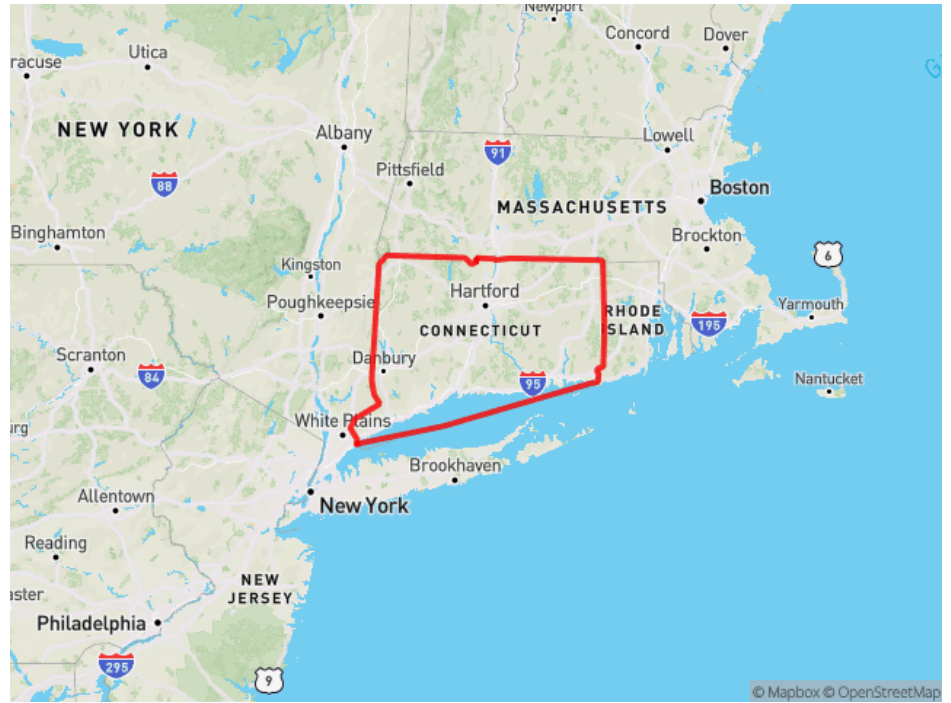 Newport
Concord
Dover
racuse
Utica
NEW YORK
Albany
Lowell
91
Pittsfield
88
Boston
MASSACHUSETTS
Binghamton
Brockton
6
Kingston
Hartford
Poughkeepsie
RHODE
ISLAND
Yarmouth
CONNECTICUT
195
Scranton
84
Danbury
95
Nantucket
White Plains
urg
Brookhaven
Allentown
New York
Reading
NEW
JERSEY
aster
Philadelphia
295
9
© Mapbox © OpenStreetMap